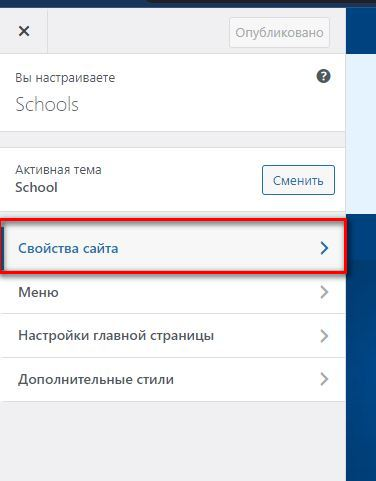 Опубликовано
Вы настраиваете
Schools
Активная тема
School
Сменить
Свойства сайта
Меню
Настройки главной страницы
Дополнительные стили